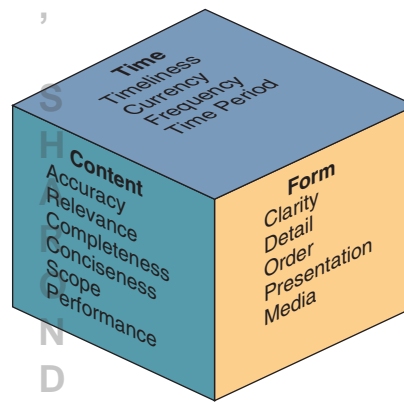 Time
Timeliness
Currency
Frequency
Time Period
Content
Accuracy
Relevance
Completeness
Conciseness
Scope
Performance
Form
Clarity
Detail
Order
Presentation
Media
,
S
H
A
R
O
N
D